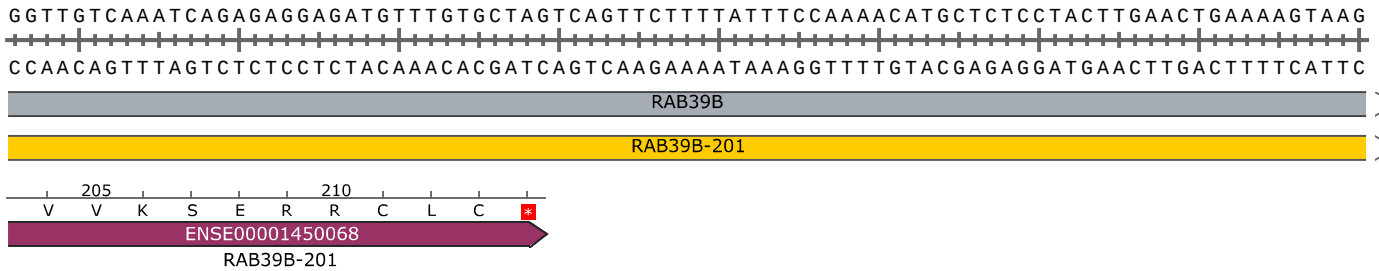 GGTTGTCAAATCAGAGAGGAGATGTTTGTGCTAGTCAGTTCTTTTATTTCCAAAACATGCTCTCCTACTTGAACTGAAAAGTAAG
CCAACAGTTTAGTCTCTCCTCTACAAACACGATCAGTCAAGAAAATAAAGGTTTTGTACGAGAGGATGAACTTGACTTTTCATTC
RAB39B
RAB39B-201
205 210
V V K S E R R C L C *
ENSE00001450068
RAB39B-201